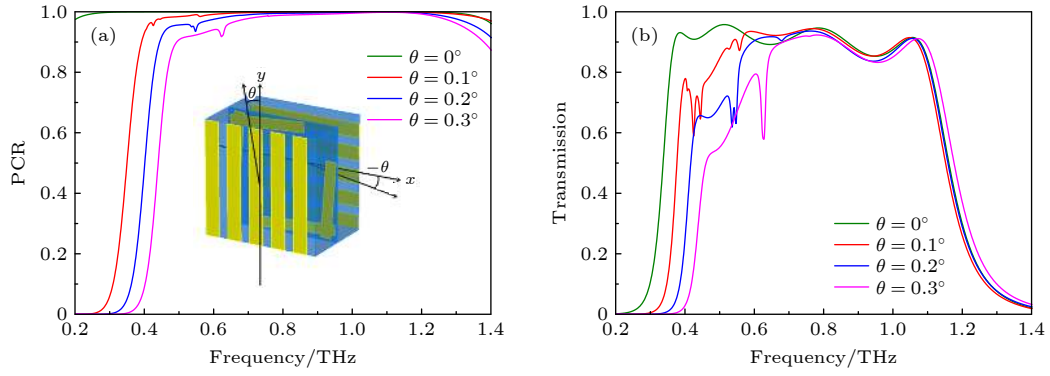 (a)
PCR
1.0
0.8
0.6
0.4
0.2
0
0.2 0.4 0.6 0.8 1.0 1.2 1.4
Frequency/THz
θ = 0°
θ = 0.1°
θ = 0.2°
θ = 0.3°
y
θ
−θ
x
(b)
Transmission
1.0
0.8
0.6
0.4
0.2
0
0.2 0.4 0.6 0.8 1.0 1.2 1.4
Frequency/THz
θ = 0°
θ = 0.1°
θ = 0.2°
θ = 0.3°